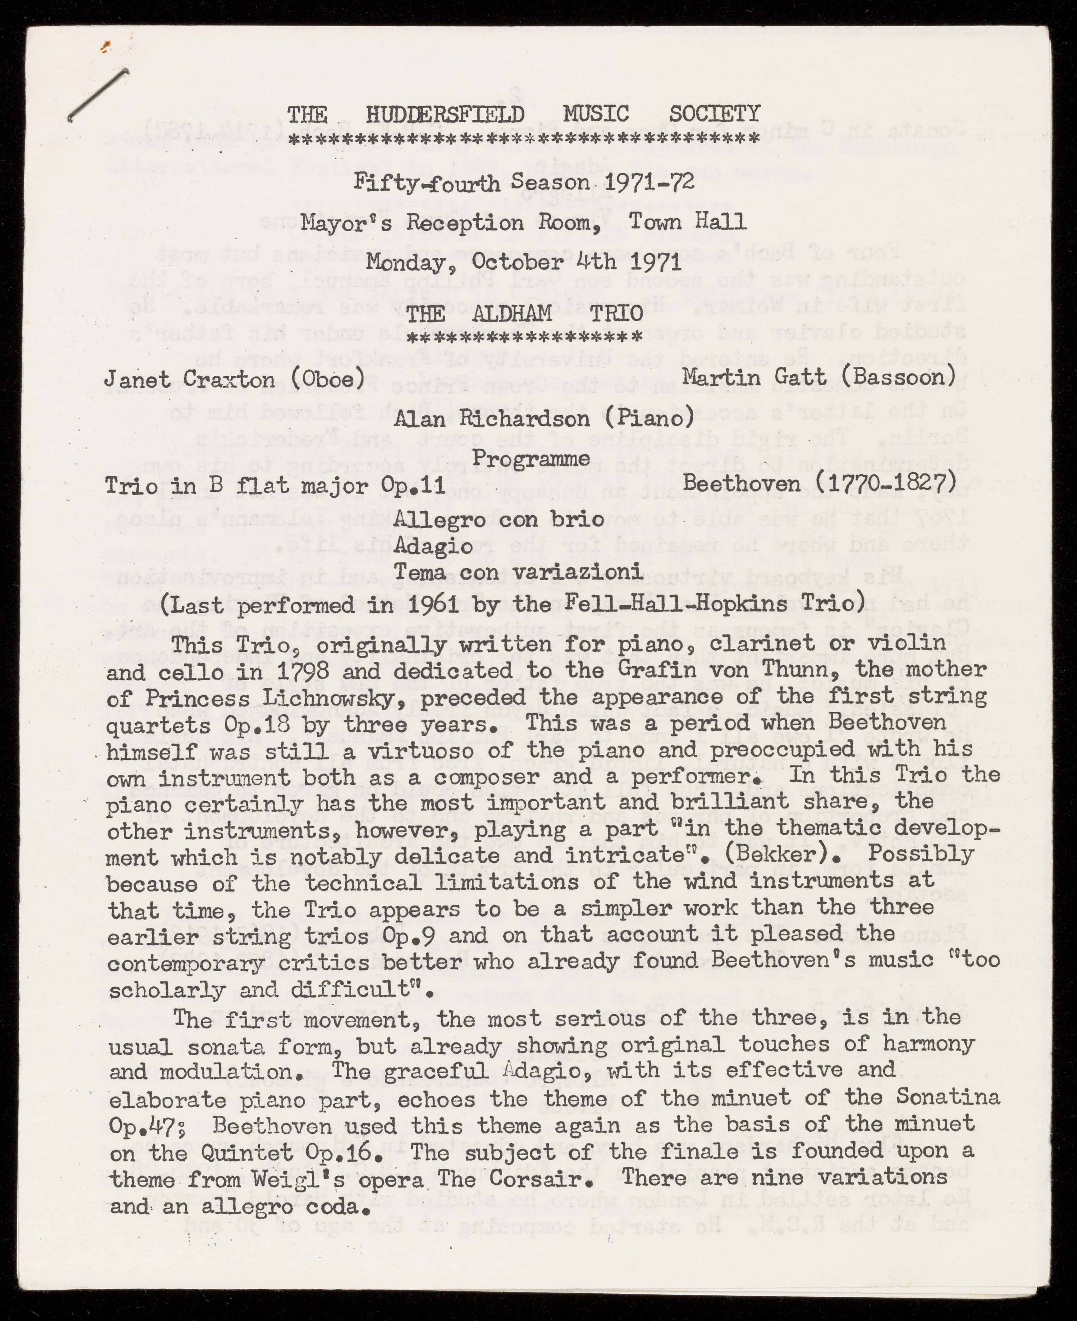 THE HUDDERSFIELD MUSIC SOCIETY
************************************
Fifty-fourth Season 1971-72
Mayor's Reception Room, Town Hall
Monday, October 4th 1971
THE ALDHAM TRIO
******************
Janet Craxton (Oboe) Martin Gatt (Bassoon)
Alan Richardson (Piano)
Programme
Trio in B flat major Op.11 Beethoven (1770-1827)
Allegro con brio
Adagio
Tema con variazioni
(Last performed in 1961 by the Fell-Hall-Hopkins Trio)
This Trio, originally written for piano, clarinet or violin
and cello in 1798 and dedicated to the Grafin von Thunn, the mother
of Princess Lichnowsky, preceded the appearance of the first string
quartets Op.18 by three years. This was a period when Beethoven
himself was still a virtuoso of the piano and preoccupied with his
own instrument both as a composer and a performer. In this Trio the
piano certainly has the most important and brilliant share, the
other instruments, however, playing a part "in the thematic develop-
ment which is notably delicate and intricate". (Bekker). Possibly
because of the technical limitations of the wind instruments at
that time, the Trio appears to be a simpler work than the three
earlier string trios Op.9 and on that account it pleased the
contemporary critics better who already found Beethoven's music "too
scholarly and difficult".
The first movement, the most serious of the three, is in the
usual sonata form, but already showing original touches of harmony
and modulation. The graceful Adagio, with its effective and
elaborate piano part, echoes the theme of the minuet of the Sonatina
Op.47; Beethoven used this theme again as the basis of the minuet
on the Quintet Op.16. The subject of the finale is founded upon a
theme from Weigl's opera The Corsair. There are nine variations
and an allegro coda.